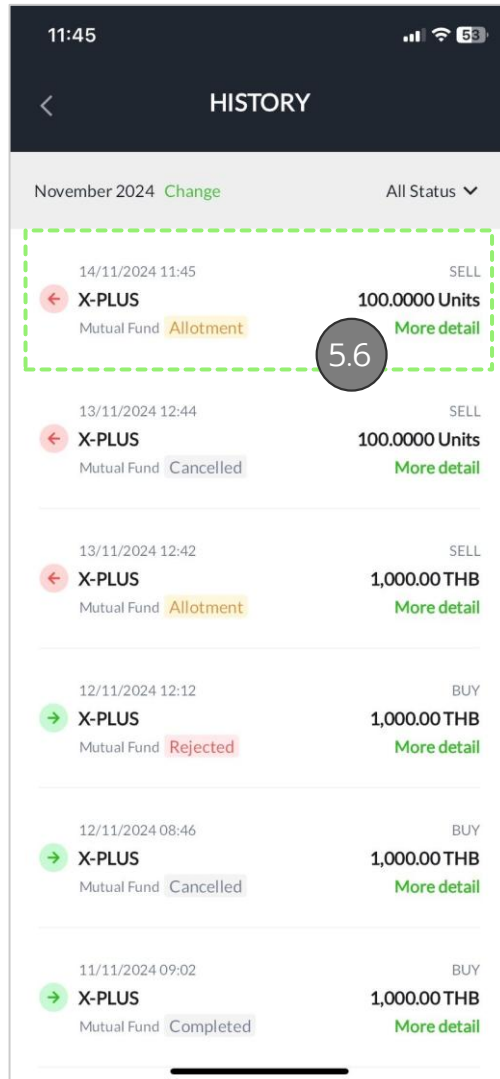 11:45
53
HISTORY
November 2024 Change All Status
14/11/2024 11:45 SELL
X-PLUS 100.0000 Units
Mutual Fund Allotment More detail
5.6
13/11/2024 12:44 SELL
X-PLUS 100.0000 Units
Mutual Fund Cancelled More detail
13/11/2024 12:42 SELL
X-PLUS 1,000.00 THB
Mutual Fund Allotment More detail
12/11/2024 12:12 BUY
X-PLUS 1,000.00 THB
Mutual Fund Rejected More detail
12/11/2024 08:46 BUY
X-PLUS 1,000.00 THB
Mutual Fund Cancelled More detail
11/11/2024 09:02 BUY
X-PLUS 1,000.00 THB
Mutual Fund Completed More detail